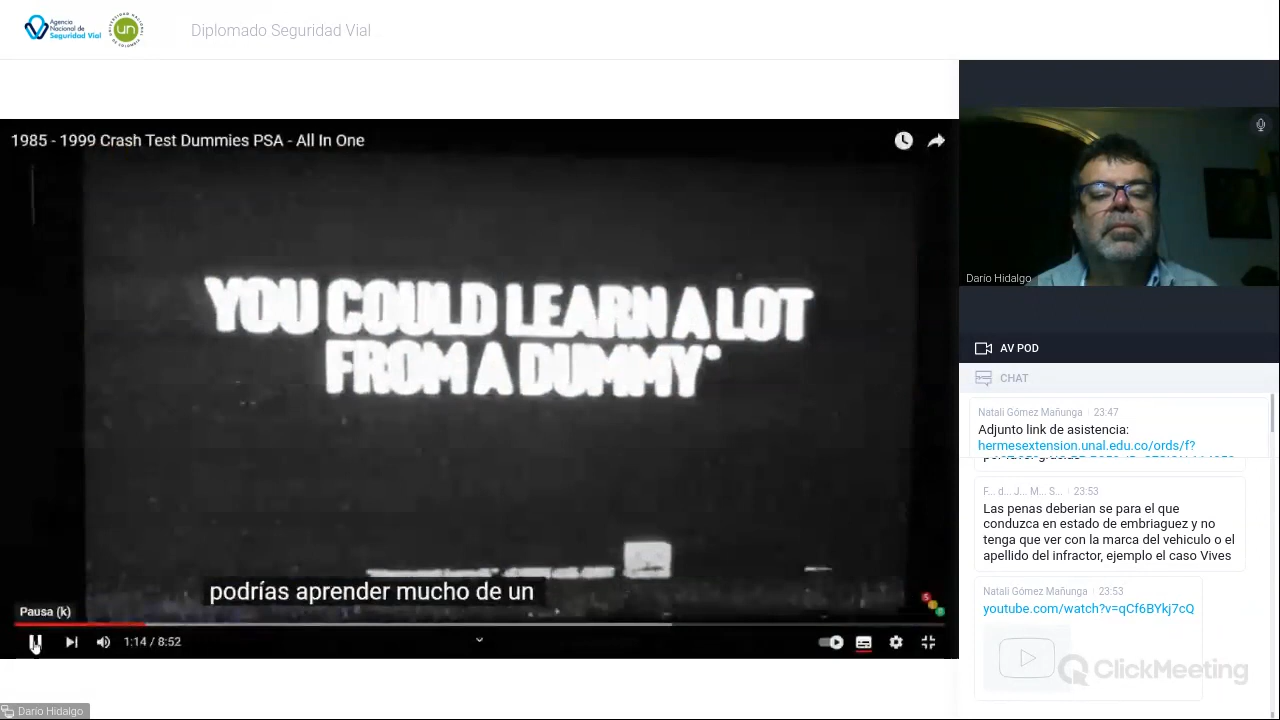 Agencia
Nacional de
Seguridad Vial
un
Diplomado Seguridad Vial
1985 - 1999 Crash Test Dummies PSA - All In One
YOU COULD LEARN A LOT
FROM A DUMMY
podrías aprender mucho de un
Pausa (k)
1:14 / 8:52
Darío Hidalgo
Darío Hidalgo
AV POD
CHAT
Natali Gómez Mañunga 23:47
Adjunto link de asistencia:
hermesextension.unal.edu.co/ords/f?
F... d... J... M... S... 23:53
Las penas deberian se para el que
conduzca en estado de embriaguez y no
tenga que ver con la marca del vehiculo o el
apellido del infractor, ejemplo el caso Vives
Natali Gómez Mañunga 23:53
youtube.com/watch?v=qCf6BYkj7cQ
ClickMeeting